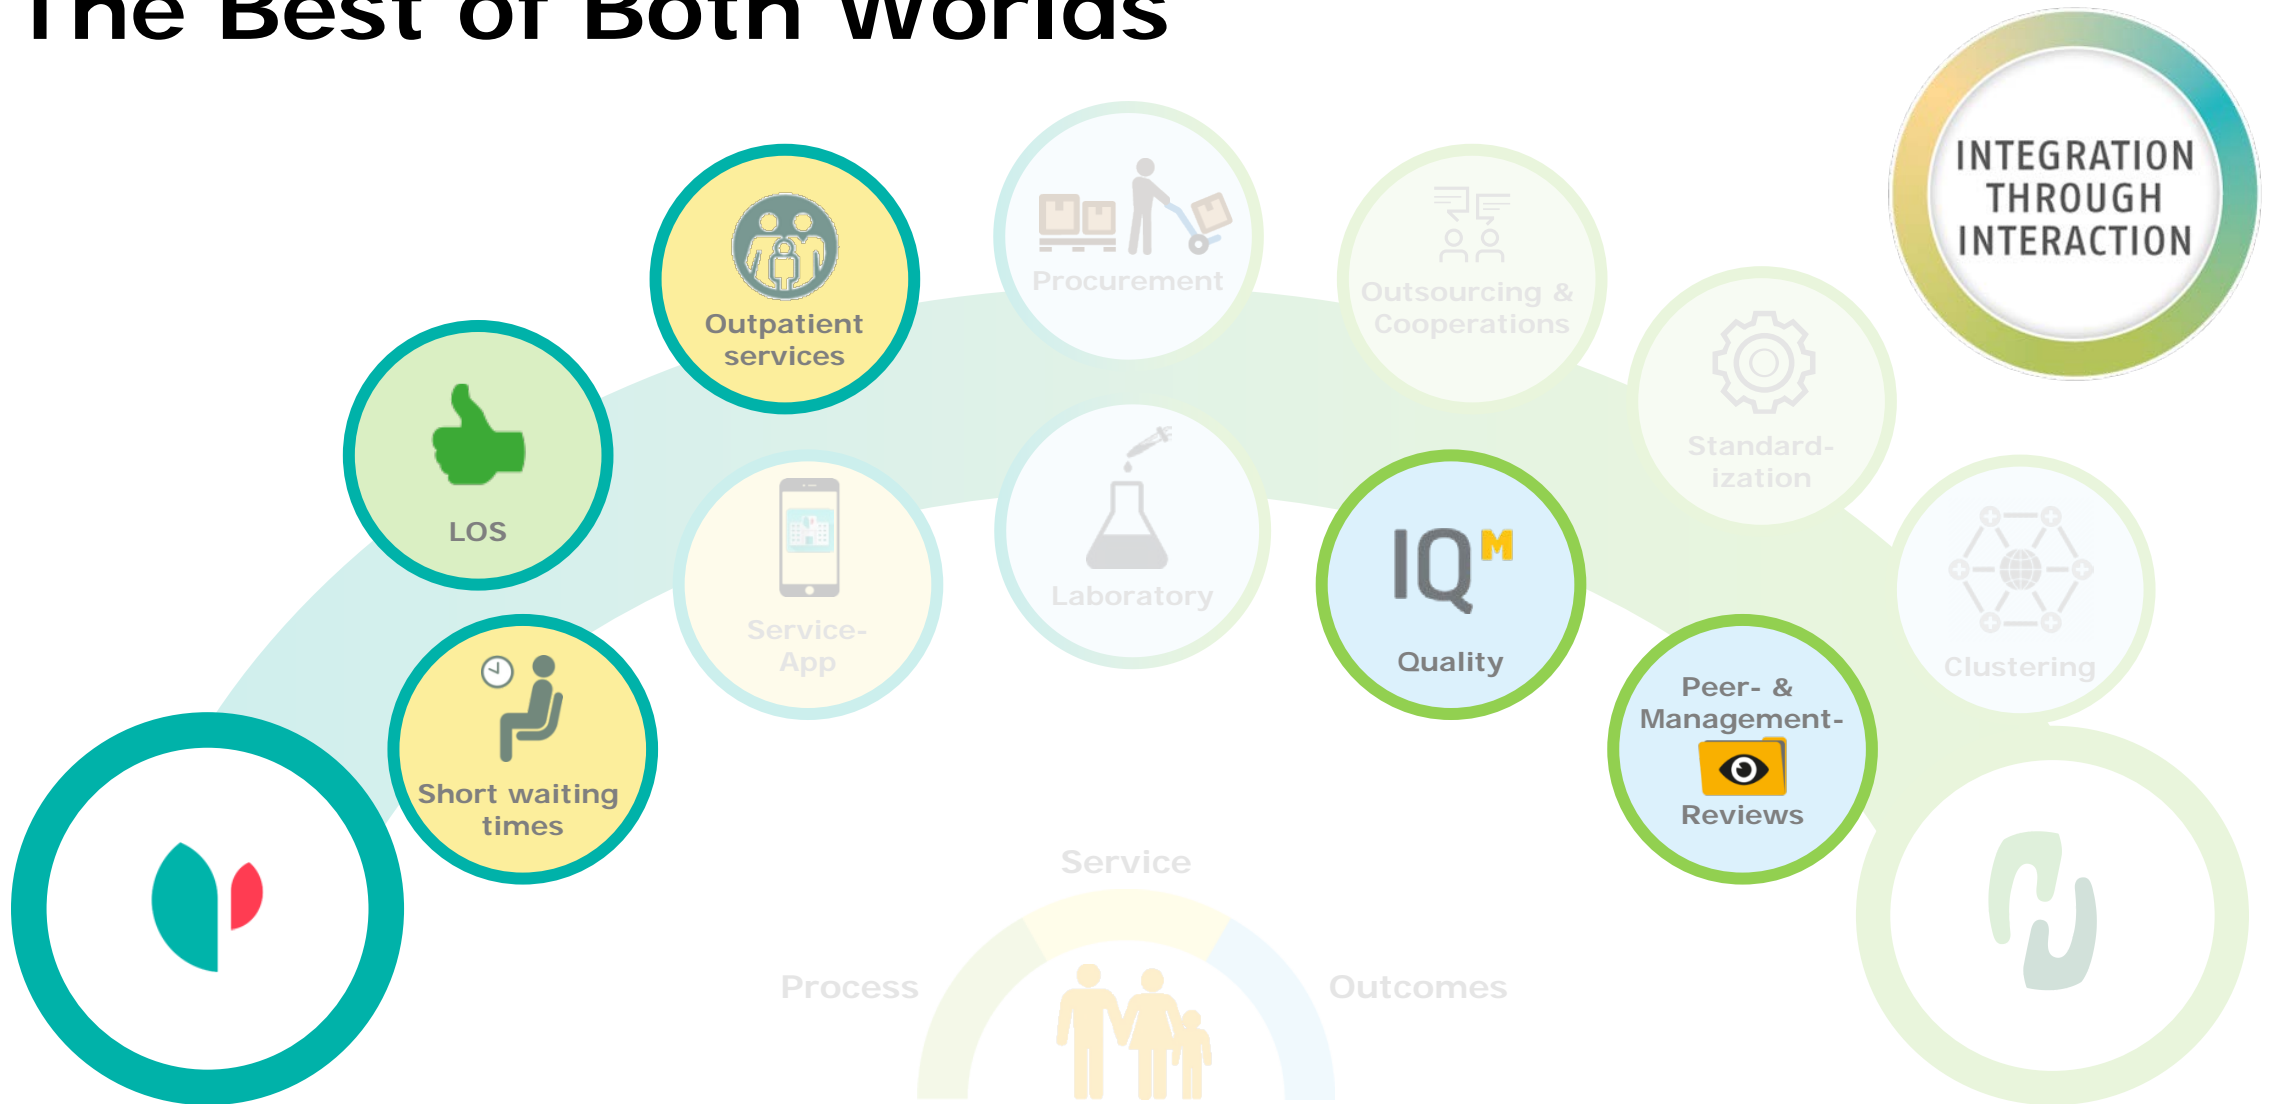 The Best of Both Worlds
INTEGRATION
THROUGH
INTERACTION
Procurement
Outpatient
services
Outsourcing &
Cooperations
LOS
Standard-
ization
Service-
App
Laboratory
IQM
Quality
Clustering
Short waiting
times
Peer- &
Management-
Reviews
Service
Process
Outcomes